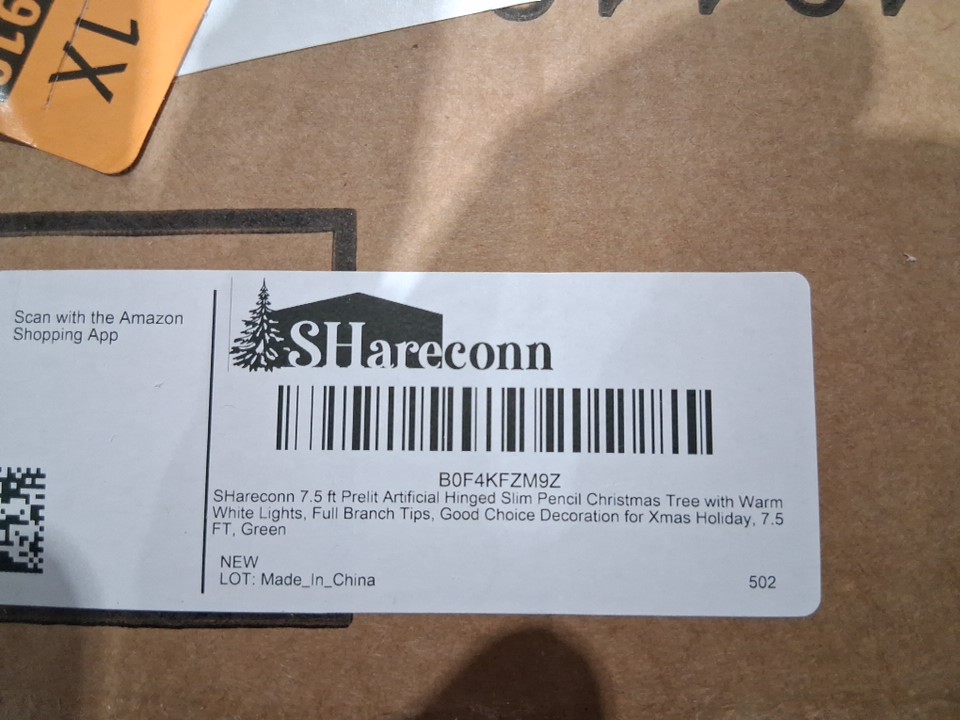 1X
Scan with the Amazon
Shopping App
SHareconn
B0F4KFZM9Z
SHareconn 7.5 ft Prelit Artificial Hinged Slim Pencil Christmas Tree with Warm
White Lights, Full Branch Tips, Good Choice Decoration for Xmas Holiday, 7.5
FT, Green
NEW
LOT: Made_In_China
502